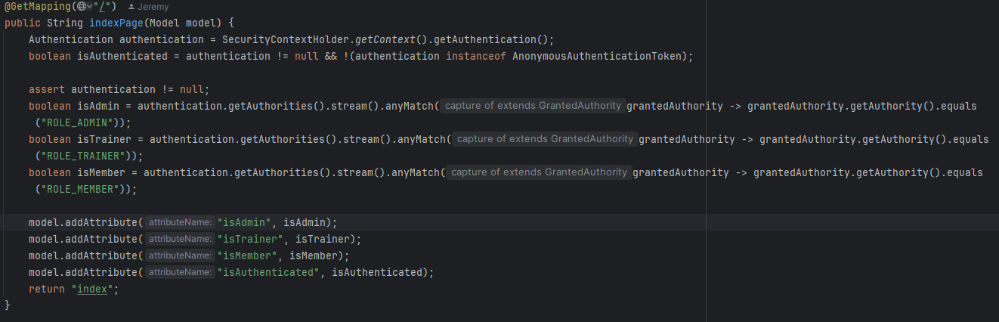 @GetMapping("/") Jeremy
public String indexPage(Model model) {
    Authentication authentication = SecurityContextHolder.getContext().getAuthentication();
    boolean isAuthenticated = authentication != null && !(authentication instanceof AnonymousAuthenticationToken);

    assert authentication != null;
    boolean isAdmin = authentication.getAuthorities().stream().anyMatch( capture of extends GrantedAuthority grantedAuthority -> grantedAuthority.getAuthority().equals
     ("ROLE_ADMIN"));
    boolean isTrainer = authentication.getAuthorities().stream().anyMatch( capture of extends GrantedAuthority grantedAuthority -> grantedAuthority.getAuthority().equals
     ("ROLE_TRAINER"));
    boolean isMember = authentication.getAuthorities().stream().anyMatch( capture of extends GrantedAuthority grantedAuthority -> grantedAuthority.getAuthority().equals
     ("ROLE_MEMBER"));

    model.addAttribute( attributeName: "isAdmin", isAdmin);
    model.addAttribute( attributeName: "isTrainer", isTrainer);
    model.addAttribute( attributeName: "isMember", isMember);
    model.addAttribute( attributeName: "isAuthenticated", isAuthenticated);
    return "index";
}